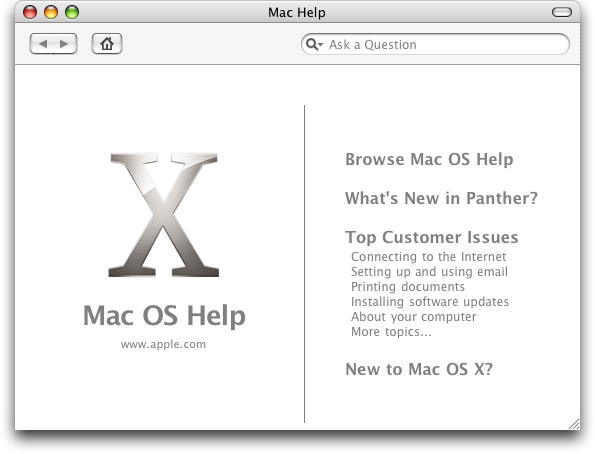 Mac Help
Ask a Question
X
Mac OS Help
www.apple.com
Browse Mac OS Help
What's New in Panther?
Top Customer Issues
Connecting to the Internet
Setting up and using email
Printing documents
Installing software updates
About your computer
More topics...
New to Mac OS X?